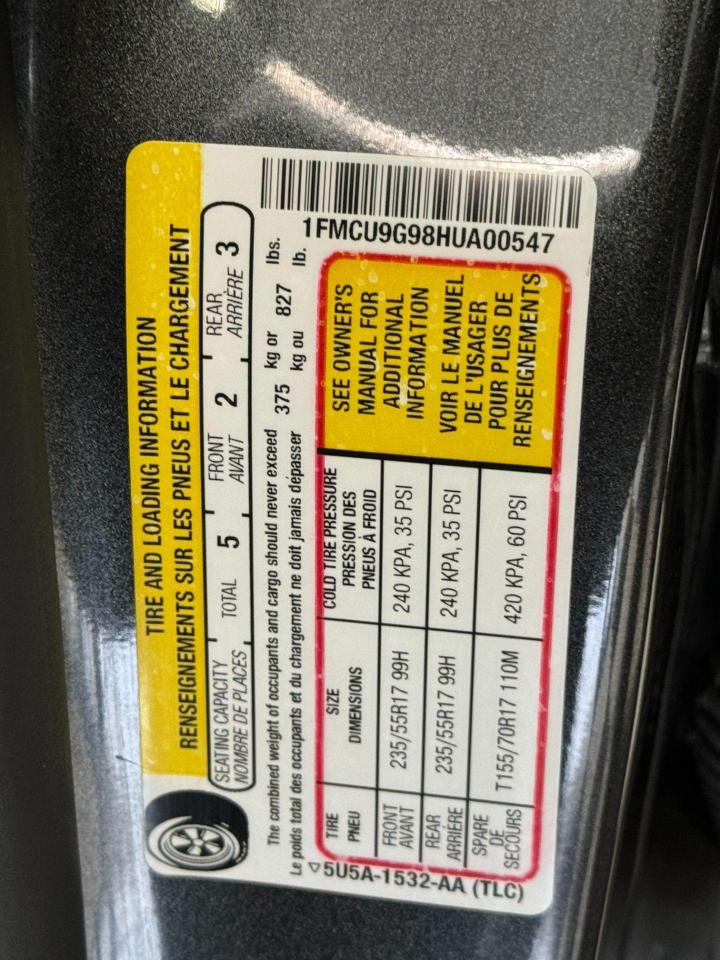 TIRE AND LOADING INFORMATION
RENSEIGNEMENTS SUR LES PNEUS ET LE CHARGEMENT
SEATING CAPACITY TOTAL 5 FRONT 2 REAR 3
NOMBRE DE PLACES AVANT ARRIÈRE
The combined weight of occupants and cargo should never exceed 375 kg or 827 lbs.
Le poids total des occupants et du chargement ne doit jamais dépasser kg ou lb.
1FMCU9G98HUA00547
TIRE SIZE COLD TIRE PRESSURE
PNEU DIMENSIONS PRESSION DES
PNEUS À FROID
FRONT 235/55R17 99H 240 KPA, 35 PSI
AVANT
REAR 235/55R17 99H 240 KPA, 35 PSI
ARRIÈRE
SPARE T155/70R17 110M 420 KPA, 60 PSI
DE
SECOURS
SEE OWNER'S
MANUAL FOR
ADDITIONAL
INFORMATION
VOIR LE MANUEL
DE L'USAGER
POUR PLUS DE
RENSEIGNEMENTS
5U5A-1532-AA (TLC)